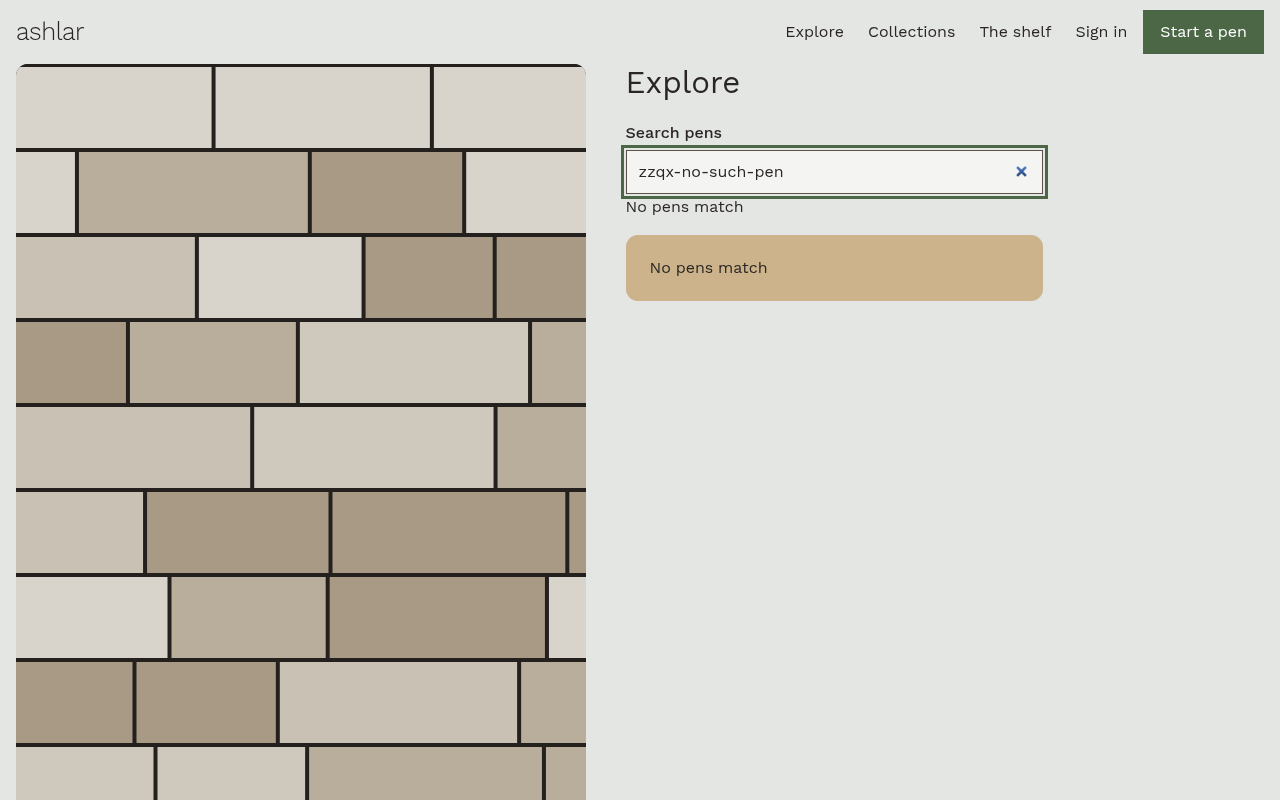 ashlar
Explore
Collections
The shelf
Sign in
Start a pen
Explore
Search pens
zzqx-no-such-pen
No pens match
No pens match